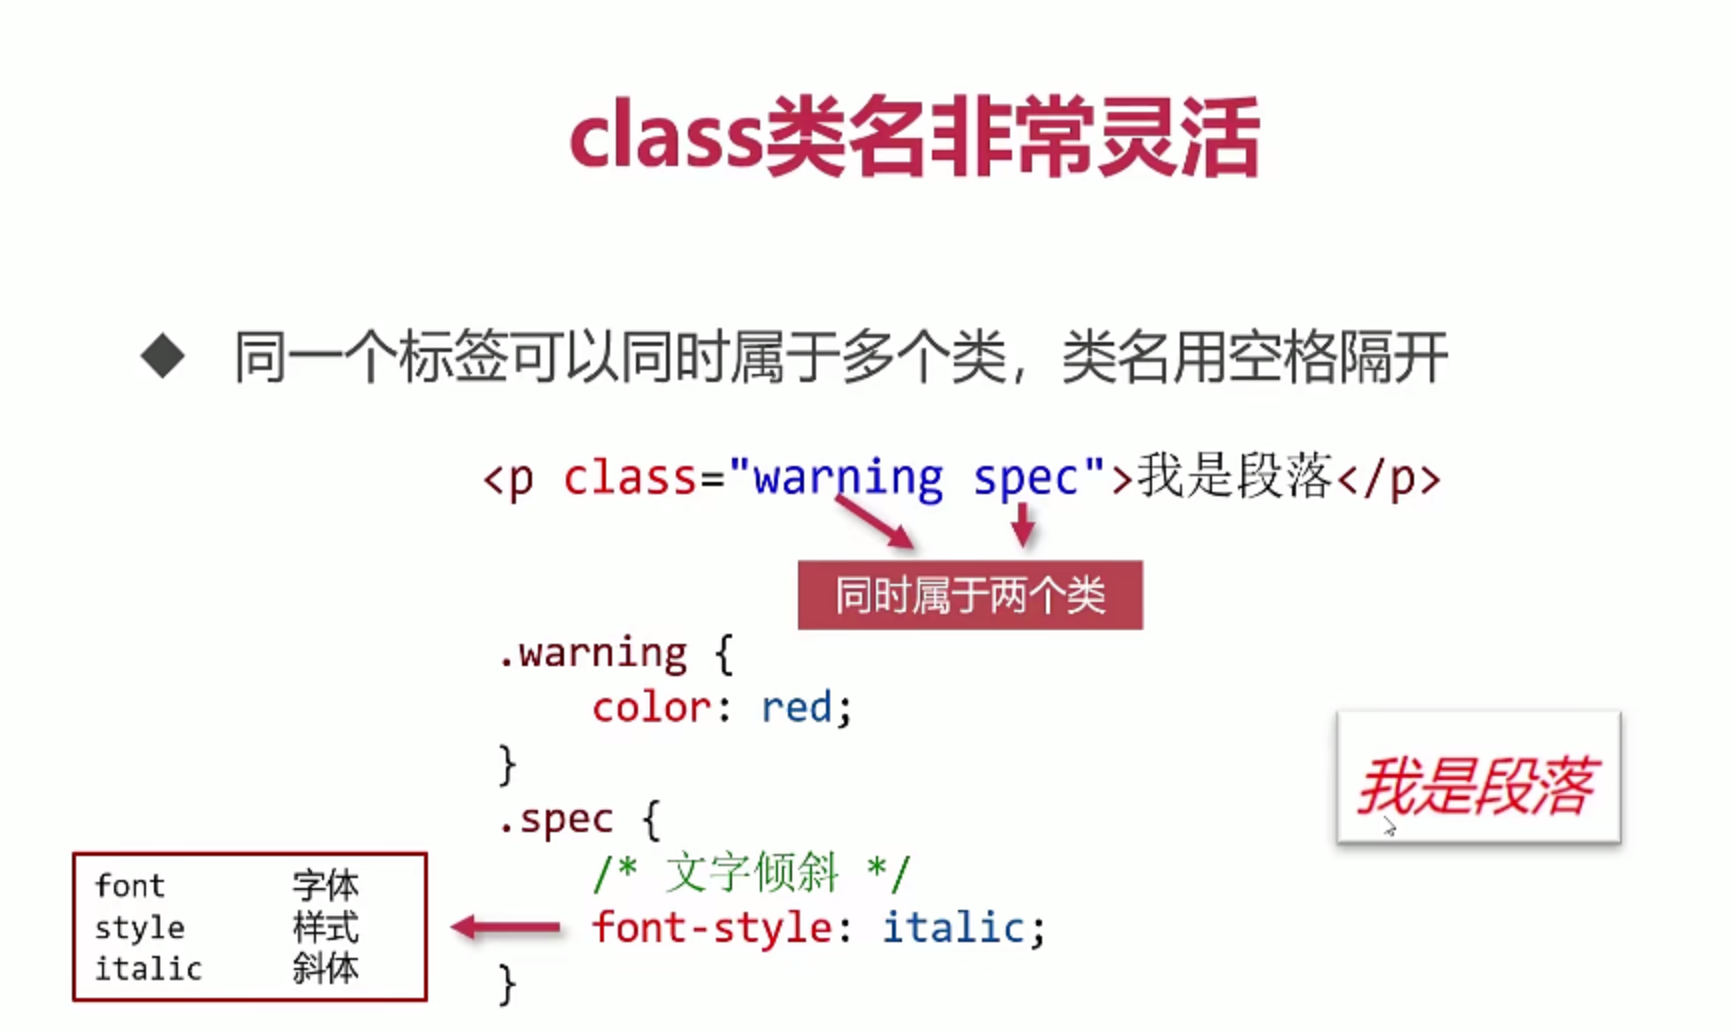 class类名非常灵活
◆ 同一个标签可以同时属于多个类，类名用空格隔开
<p class="warning spec">我是段落</p>
同时属于两个类
.warning {
color: red;
}
.spec {
/* 文字倾斜 */
font-style: italic;
}
font 字体
style 样式
italic 斜体
我是段落